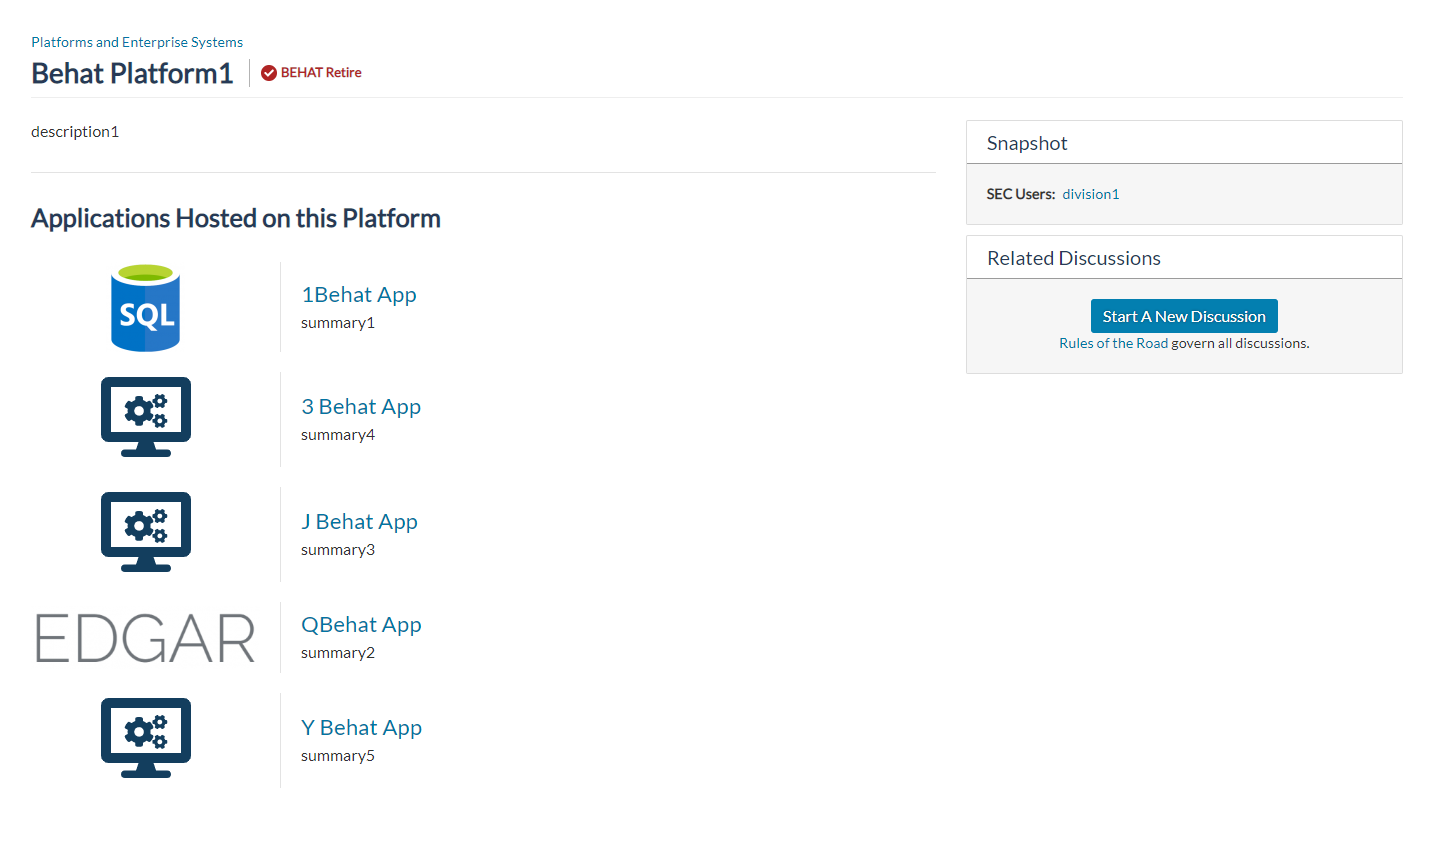 Platforms and Enterprise Systems
Behat Platform1
BEHAT Retire
description1
Applications Hosted on this Platform
SQL
1Behat App
summary1
3 Behat App
summary4
J Behat App
summary3
EDGAR
QBehat App
summary2
Y Behat App
summary5
Snapshot
SEC Users: division1
Related Discussions
Start A New Discussion
Rules of the Road govern all discussions.